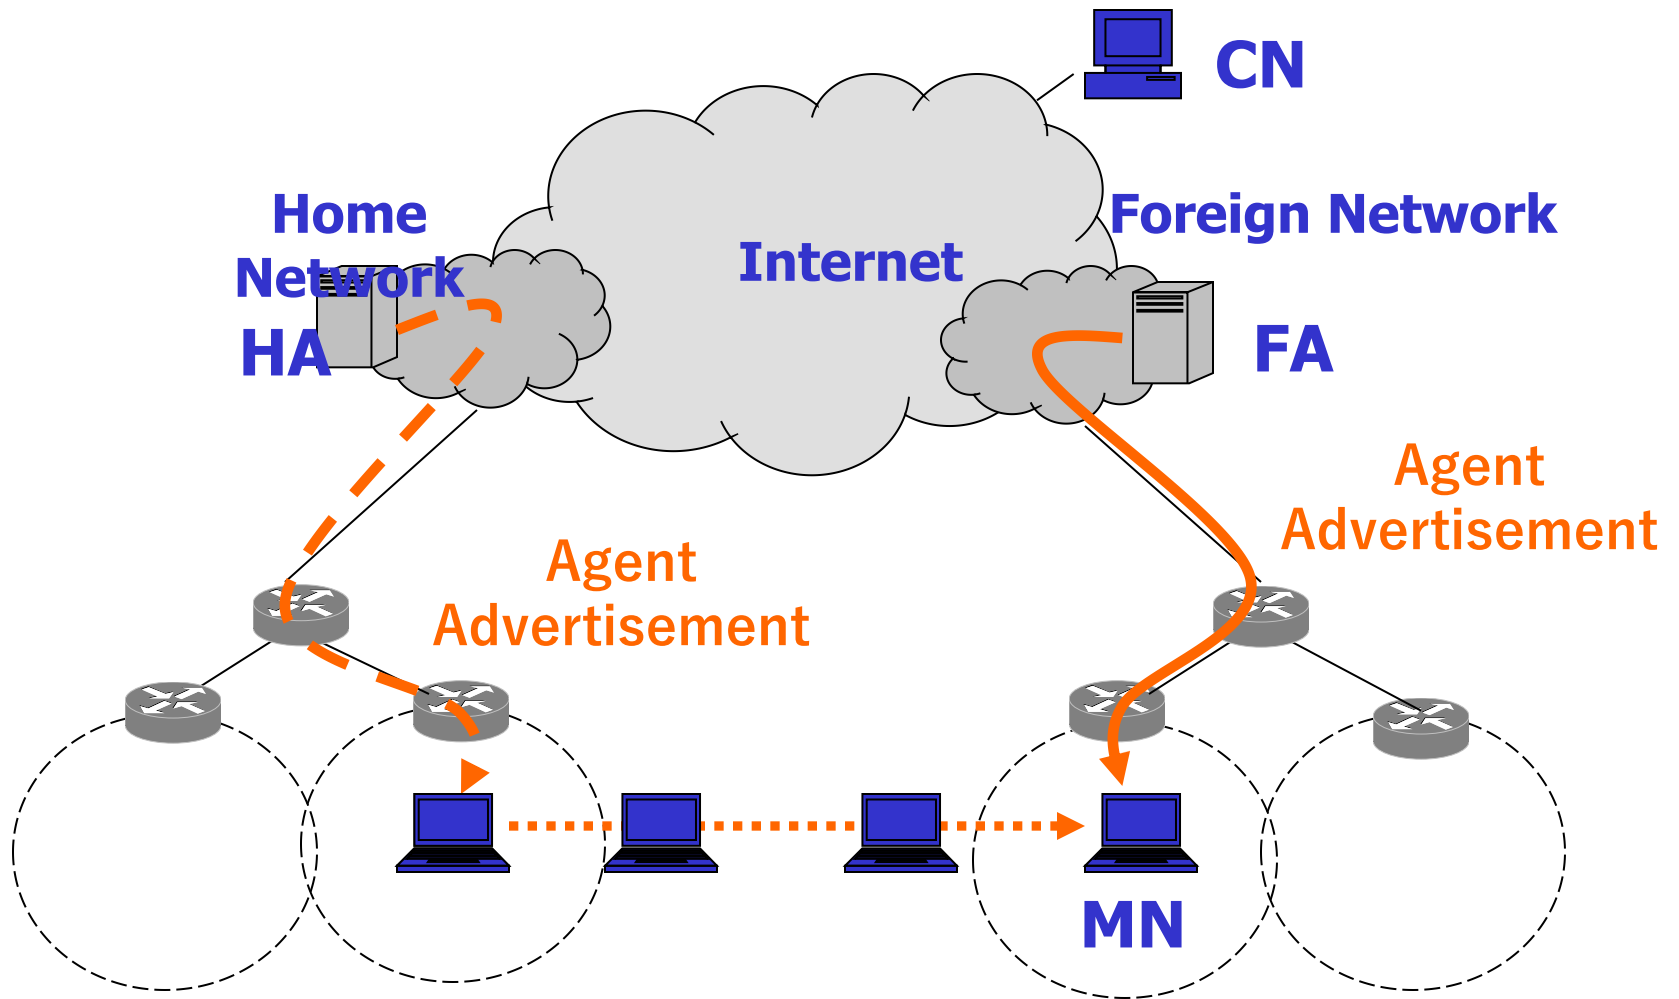 CN
Home
Network
Foreign Network
Internet
HA
FA
Agent
Advertisement
Agent
Advertisement
MN